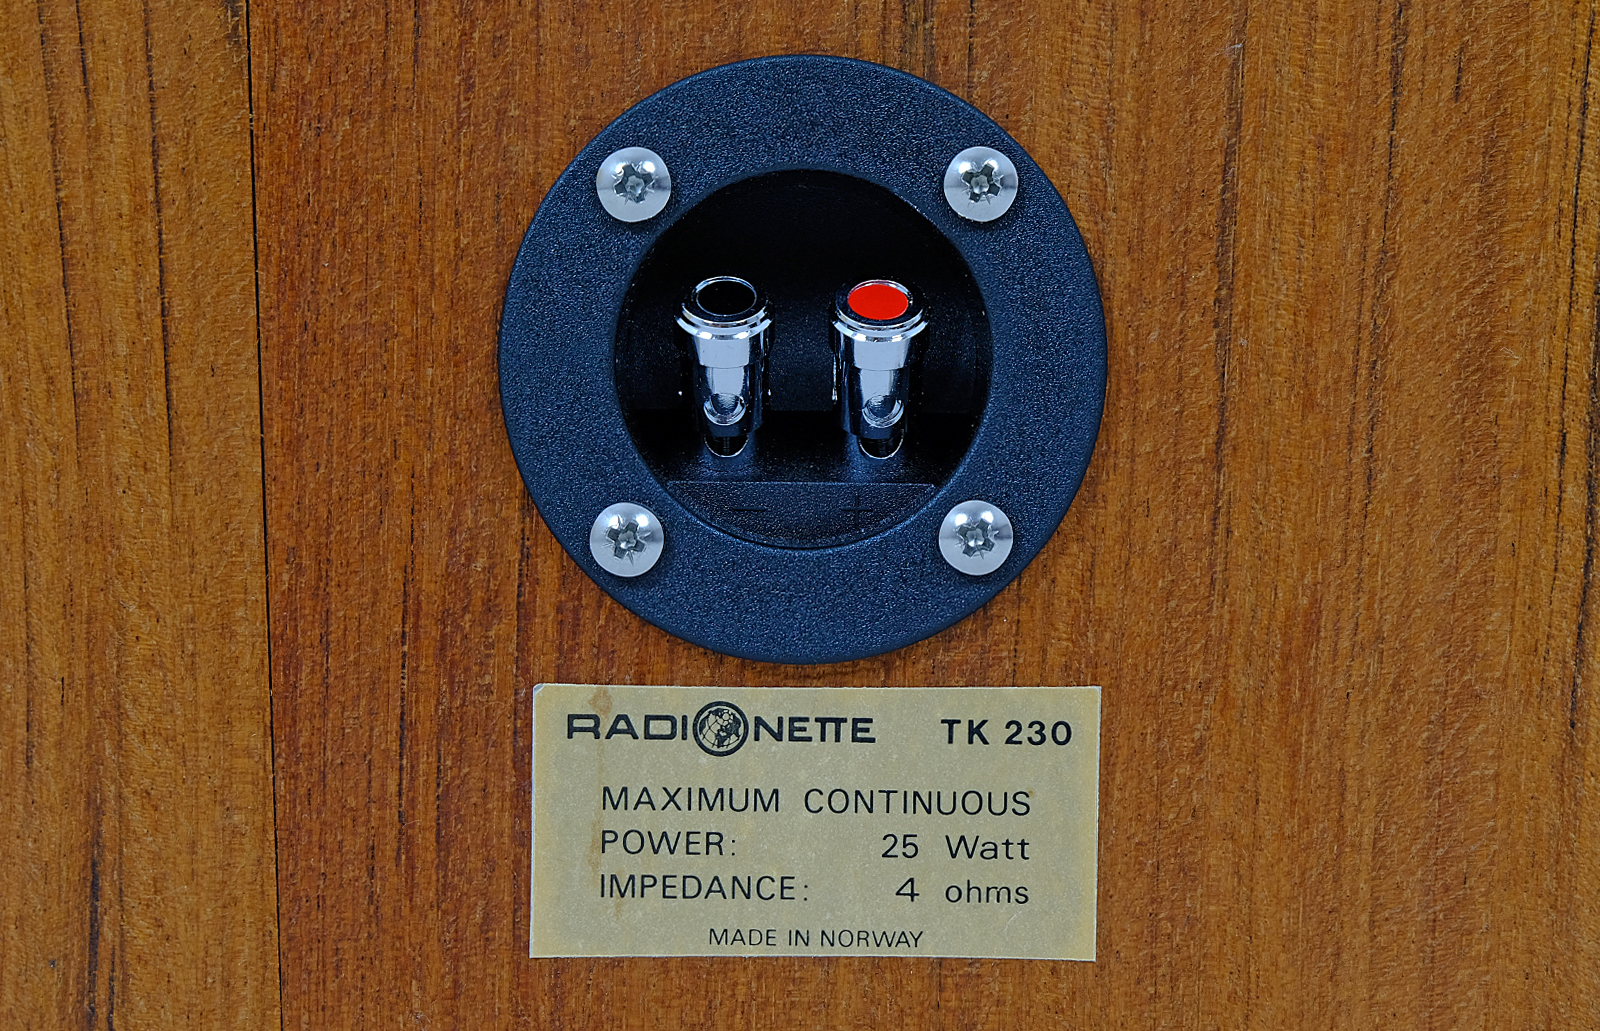 − +
RADIONETTE TK 230
MAXIMUM CONTINUOUS
POWER: 25 Watt
IMPEDANCE: 4 ohms
MADE IN NORWAY